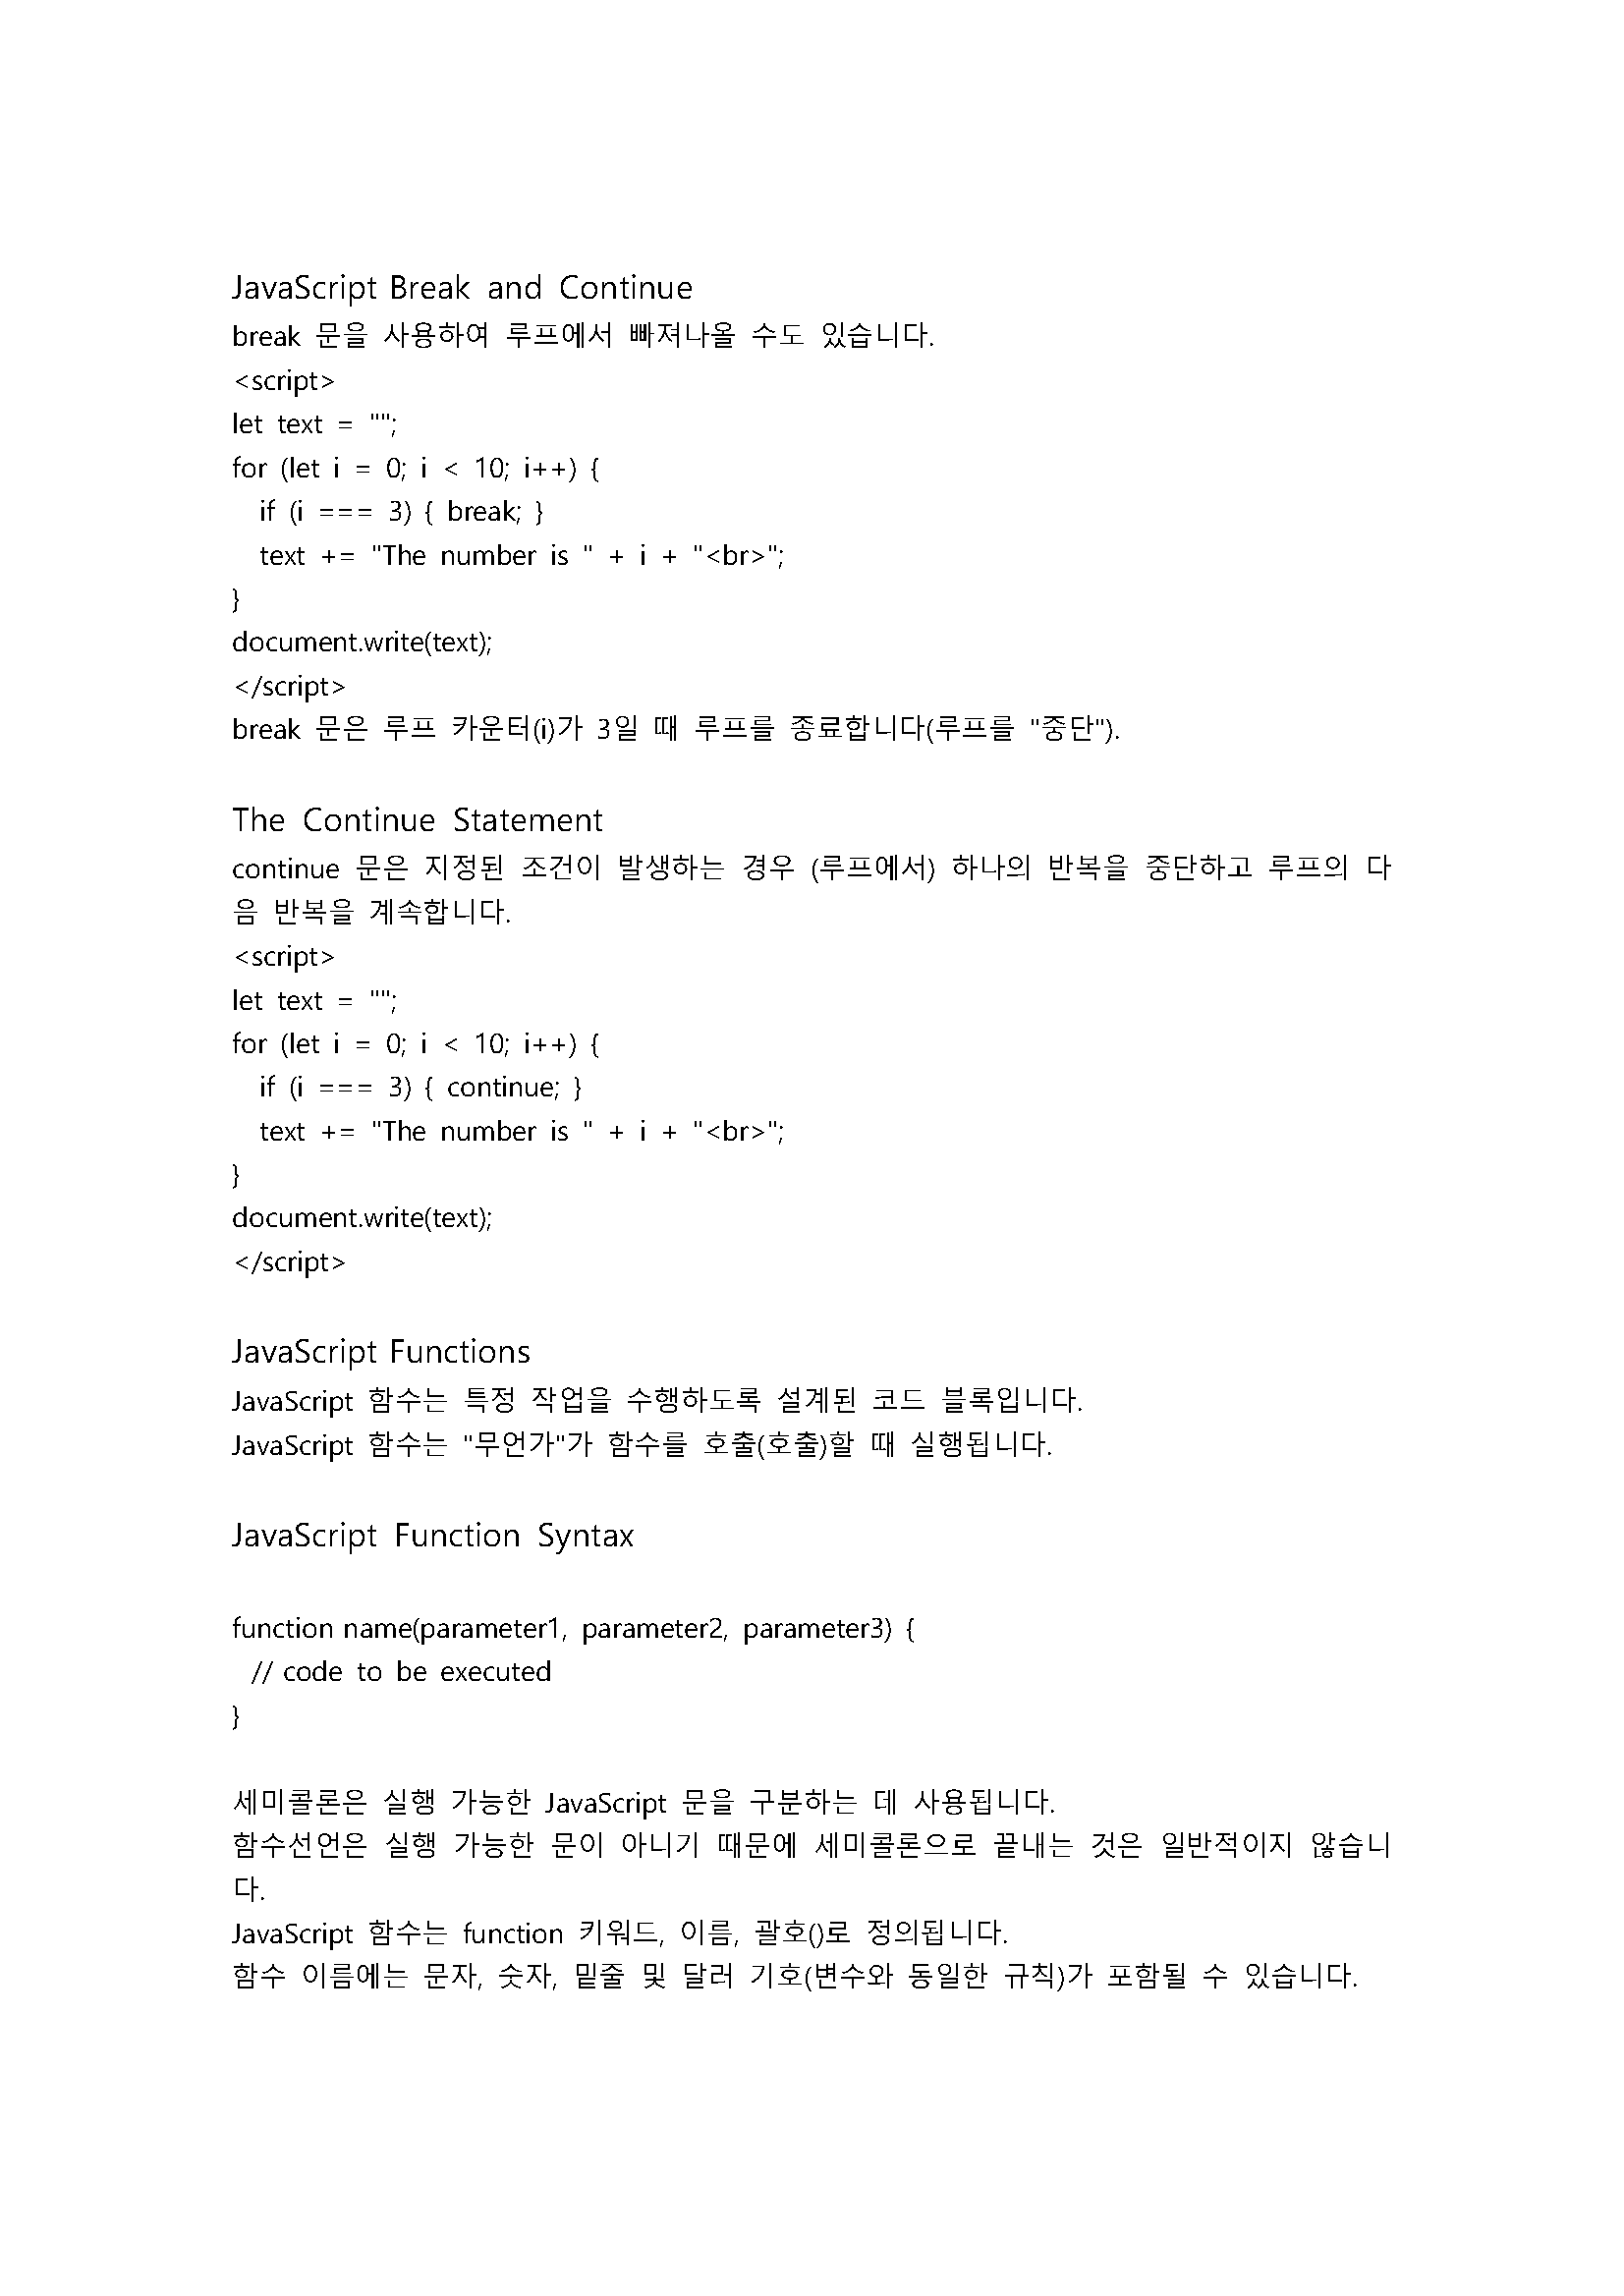 JavaScript Break and Continue
break 문을 사용하여 루프에서 빠져나올 수도 있습니다.
<script>
let text = "";
for (let i = 0; i < 10; i++) {
  if (i === 3) { break; }
  text += "The number is " + i + "<br>";
}
document.write(text);
</script>
break 문은 루프 카운터(i)가 3일 때 루프를 종료합니다(루프를 "중단").
The Continue Statement
continue 문은 지정된 조건이 발생하는 경우 (루프에서) 하나의 반복을 중단하고 루프의 다
음 반복을 계속합니다.
<script>
let text = "";
for (let i = 0; i < 10; i++) {
  if (i === 3) { continue; }
  text += "The number is " + i + "<br>";
}
document.write(text);
</script>
JavaScript Functions
JavaScript 함수는 특정 작업을 수행하도록 설계된 코드 블록입니다.
JavaScript 함수는 "무언가"가 함수를 호출(호출)할 때 실행됩니다.
JavaScript Function Syntax
function name(parameter1, parameter2, parameter3) {
  // code to be executed
}
세미콜론은 실행 가능한 JavaScript 문을 구분하는 데 사용됩니다.
함수선언은 실행 가능한 문이 아니기 때문에 세미콜론으로 끝내는 것은 일반적이지 않습니
다.
JavaScript 함수는 function 키워드, 이름, 괄호()로 정의됩니다.
함수 이름에는 문자, 숫자, 밑줄 및 달러 기호(변수와 동일한 규칙)가 포함될 수 있습니다.